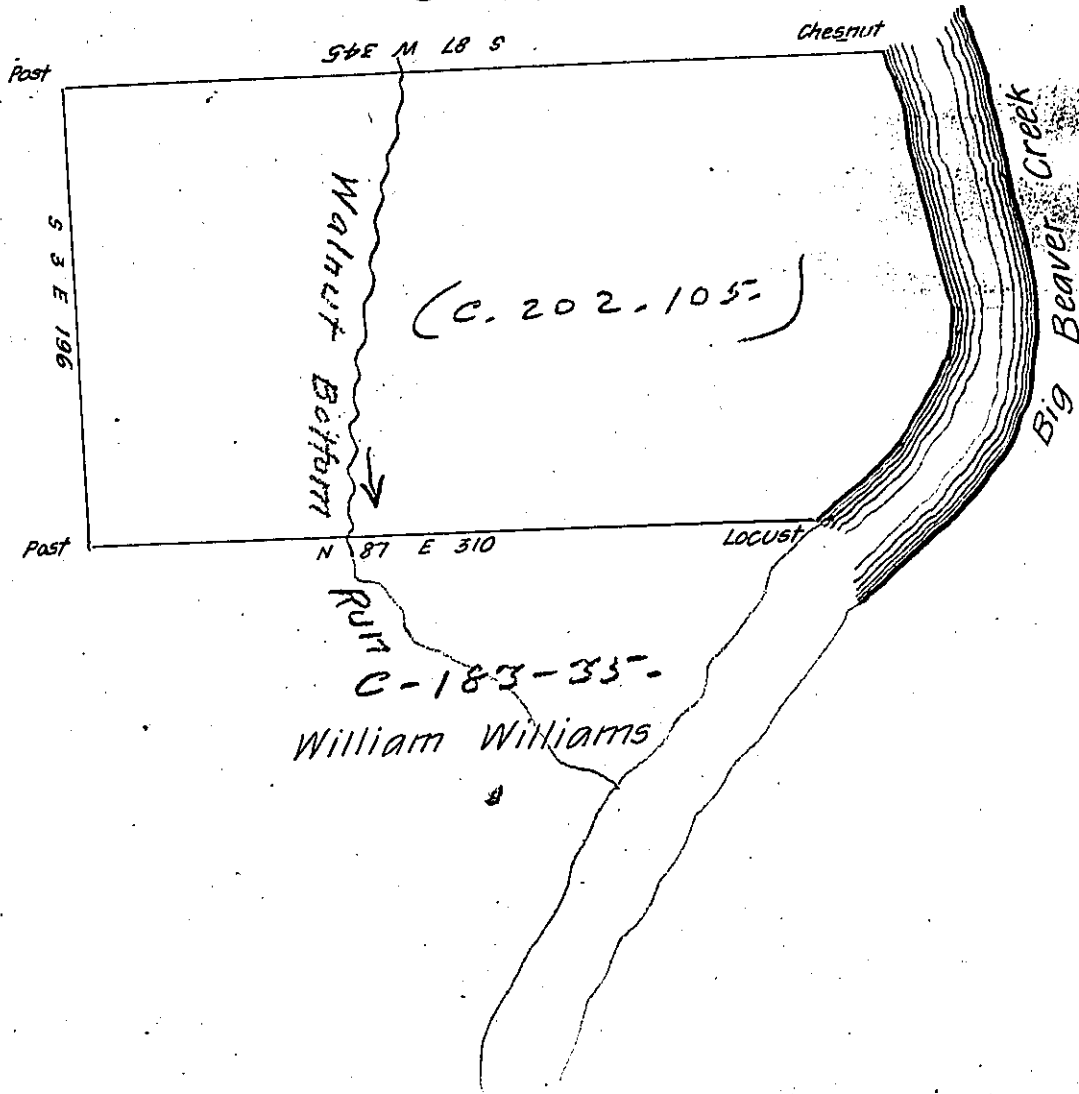 Post
S 87 W 345
Chesnut
Big Beaver Creek
S 3 E 196
Walnut Bottom Run
(C. 202. 105.)
Post
N 87 E 310
Locust
C-183-35.
William Williams